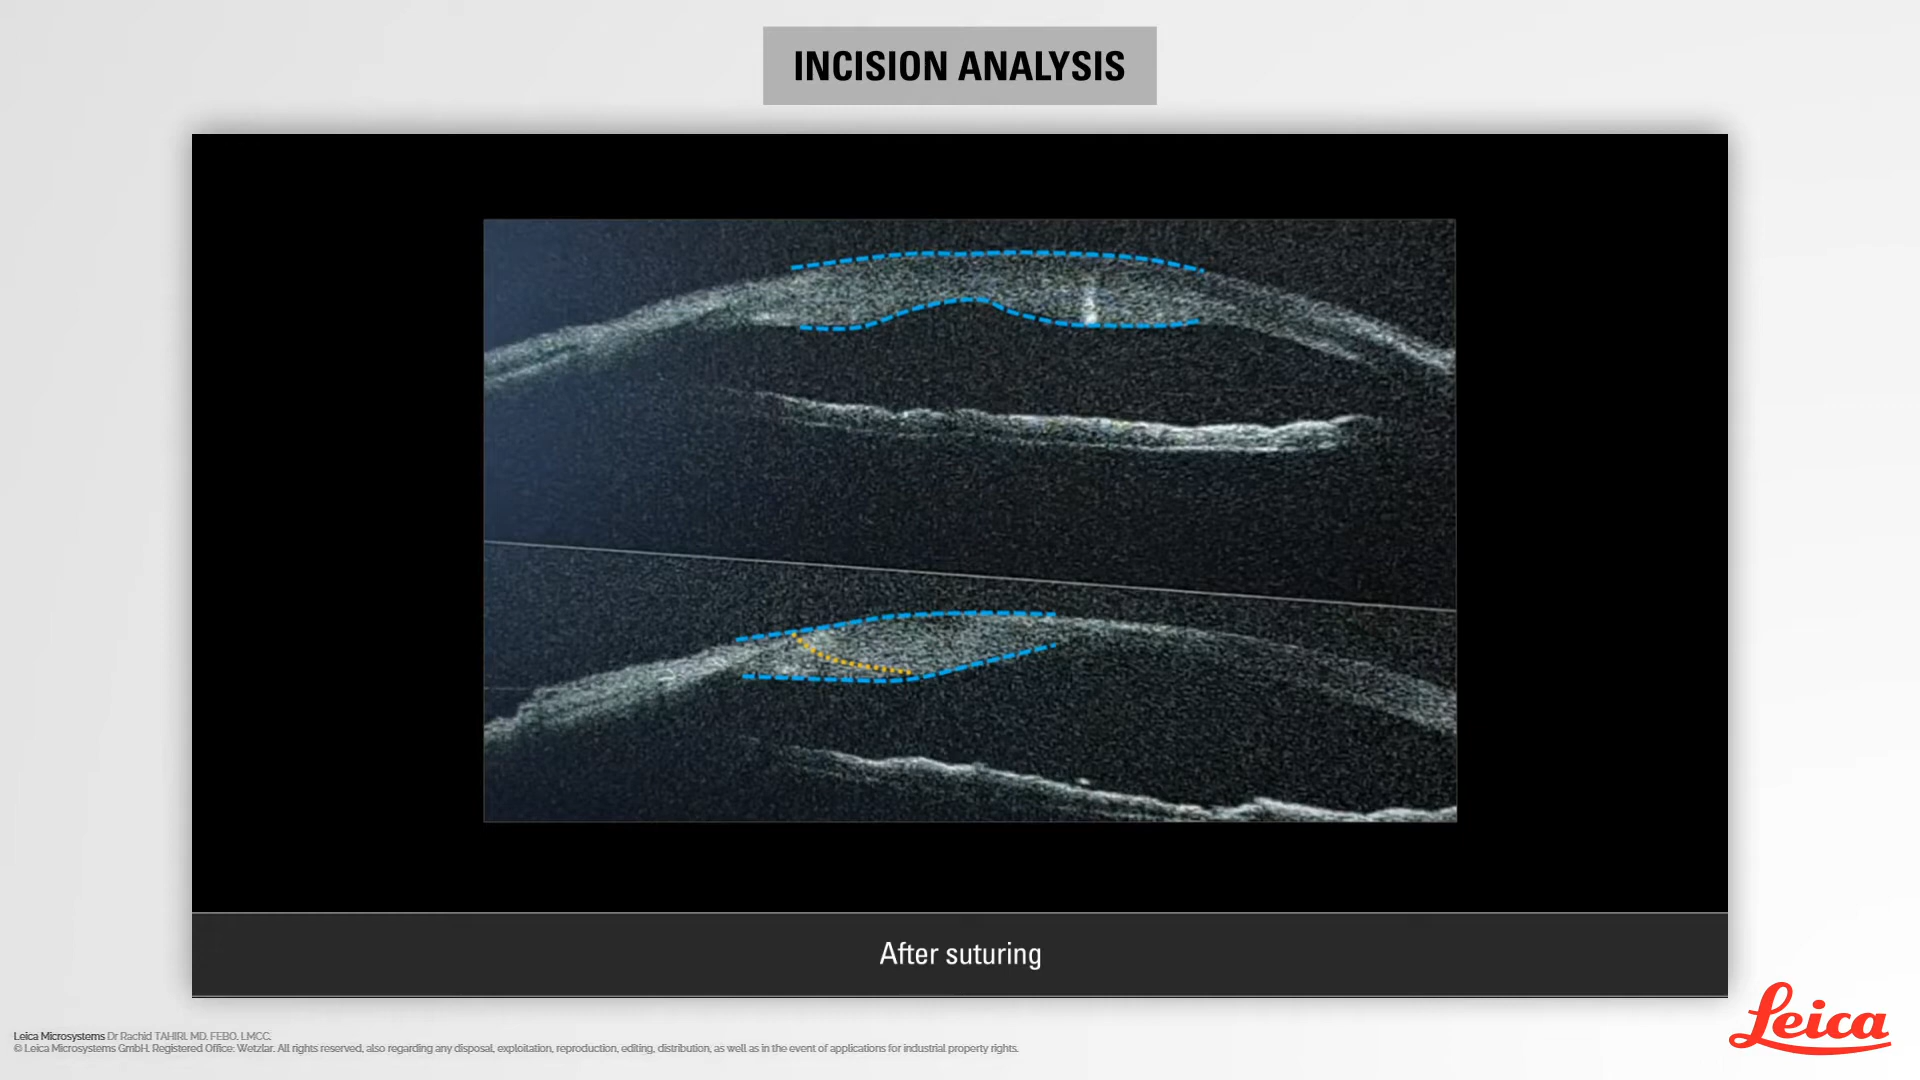 INCISION ANALYSIS
After suturing
Leica
Leica Microsystems Dr Rachid TAHIRI, MD, FEBO, LMCC.
© Leica Microsystems GmbH. Registered Office: Wetzlar. All rights reserved, also regarding any disposal, exploitation, reproduction, editing, distribution, as well as in the event of applications for industrial property rights.